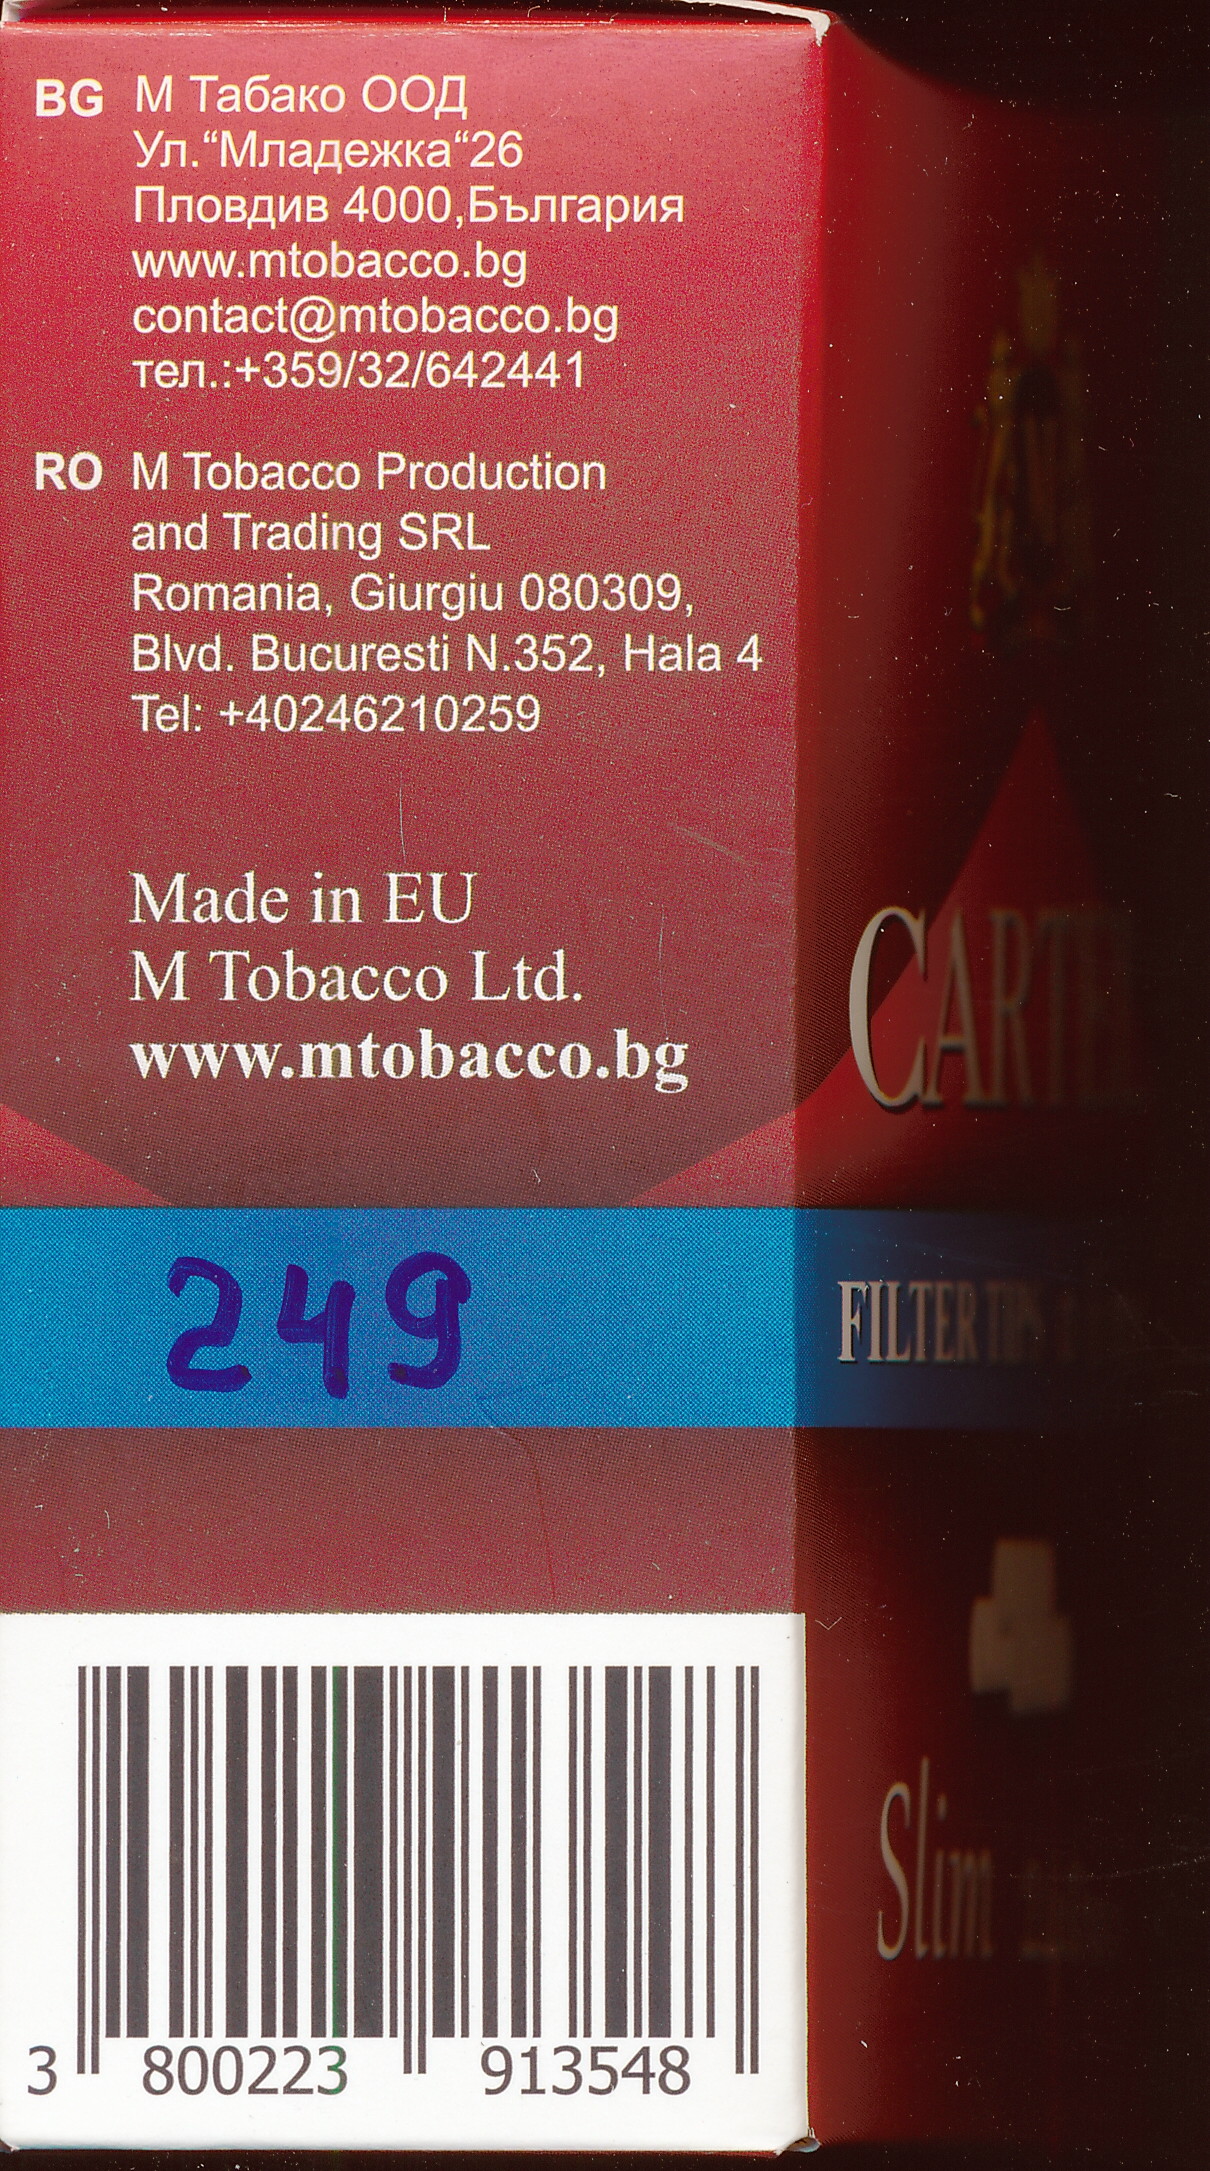 BG М Табако ООД
Ул.“Младежка“26
Пловдив 4000,България
www.mtobacco.bg
contact@mtobacco.bg
тел.:+359/32/642441
RO M Tobacco Production
and Trading SRL
Romania, Giurgiu 080309,
Blvd. Bucuresti N.352, Hala 4
Tel: +40246210259
Made in EU
M Tobacco Ltd.
www.mtobacco.bg
CARTEL
249
FILTER TIPS
Slim
3 800223 913548